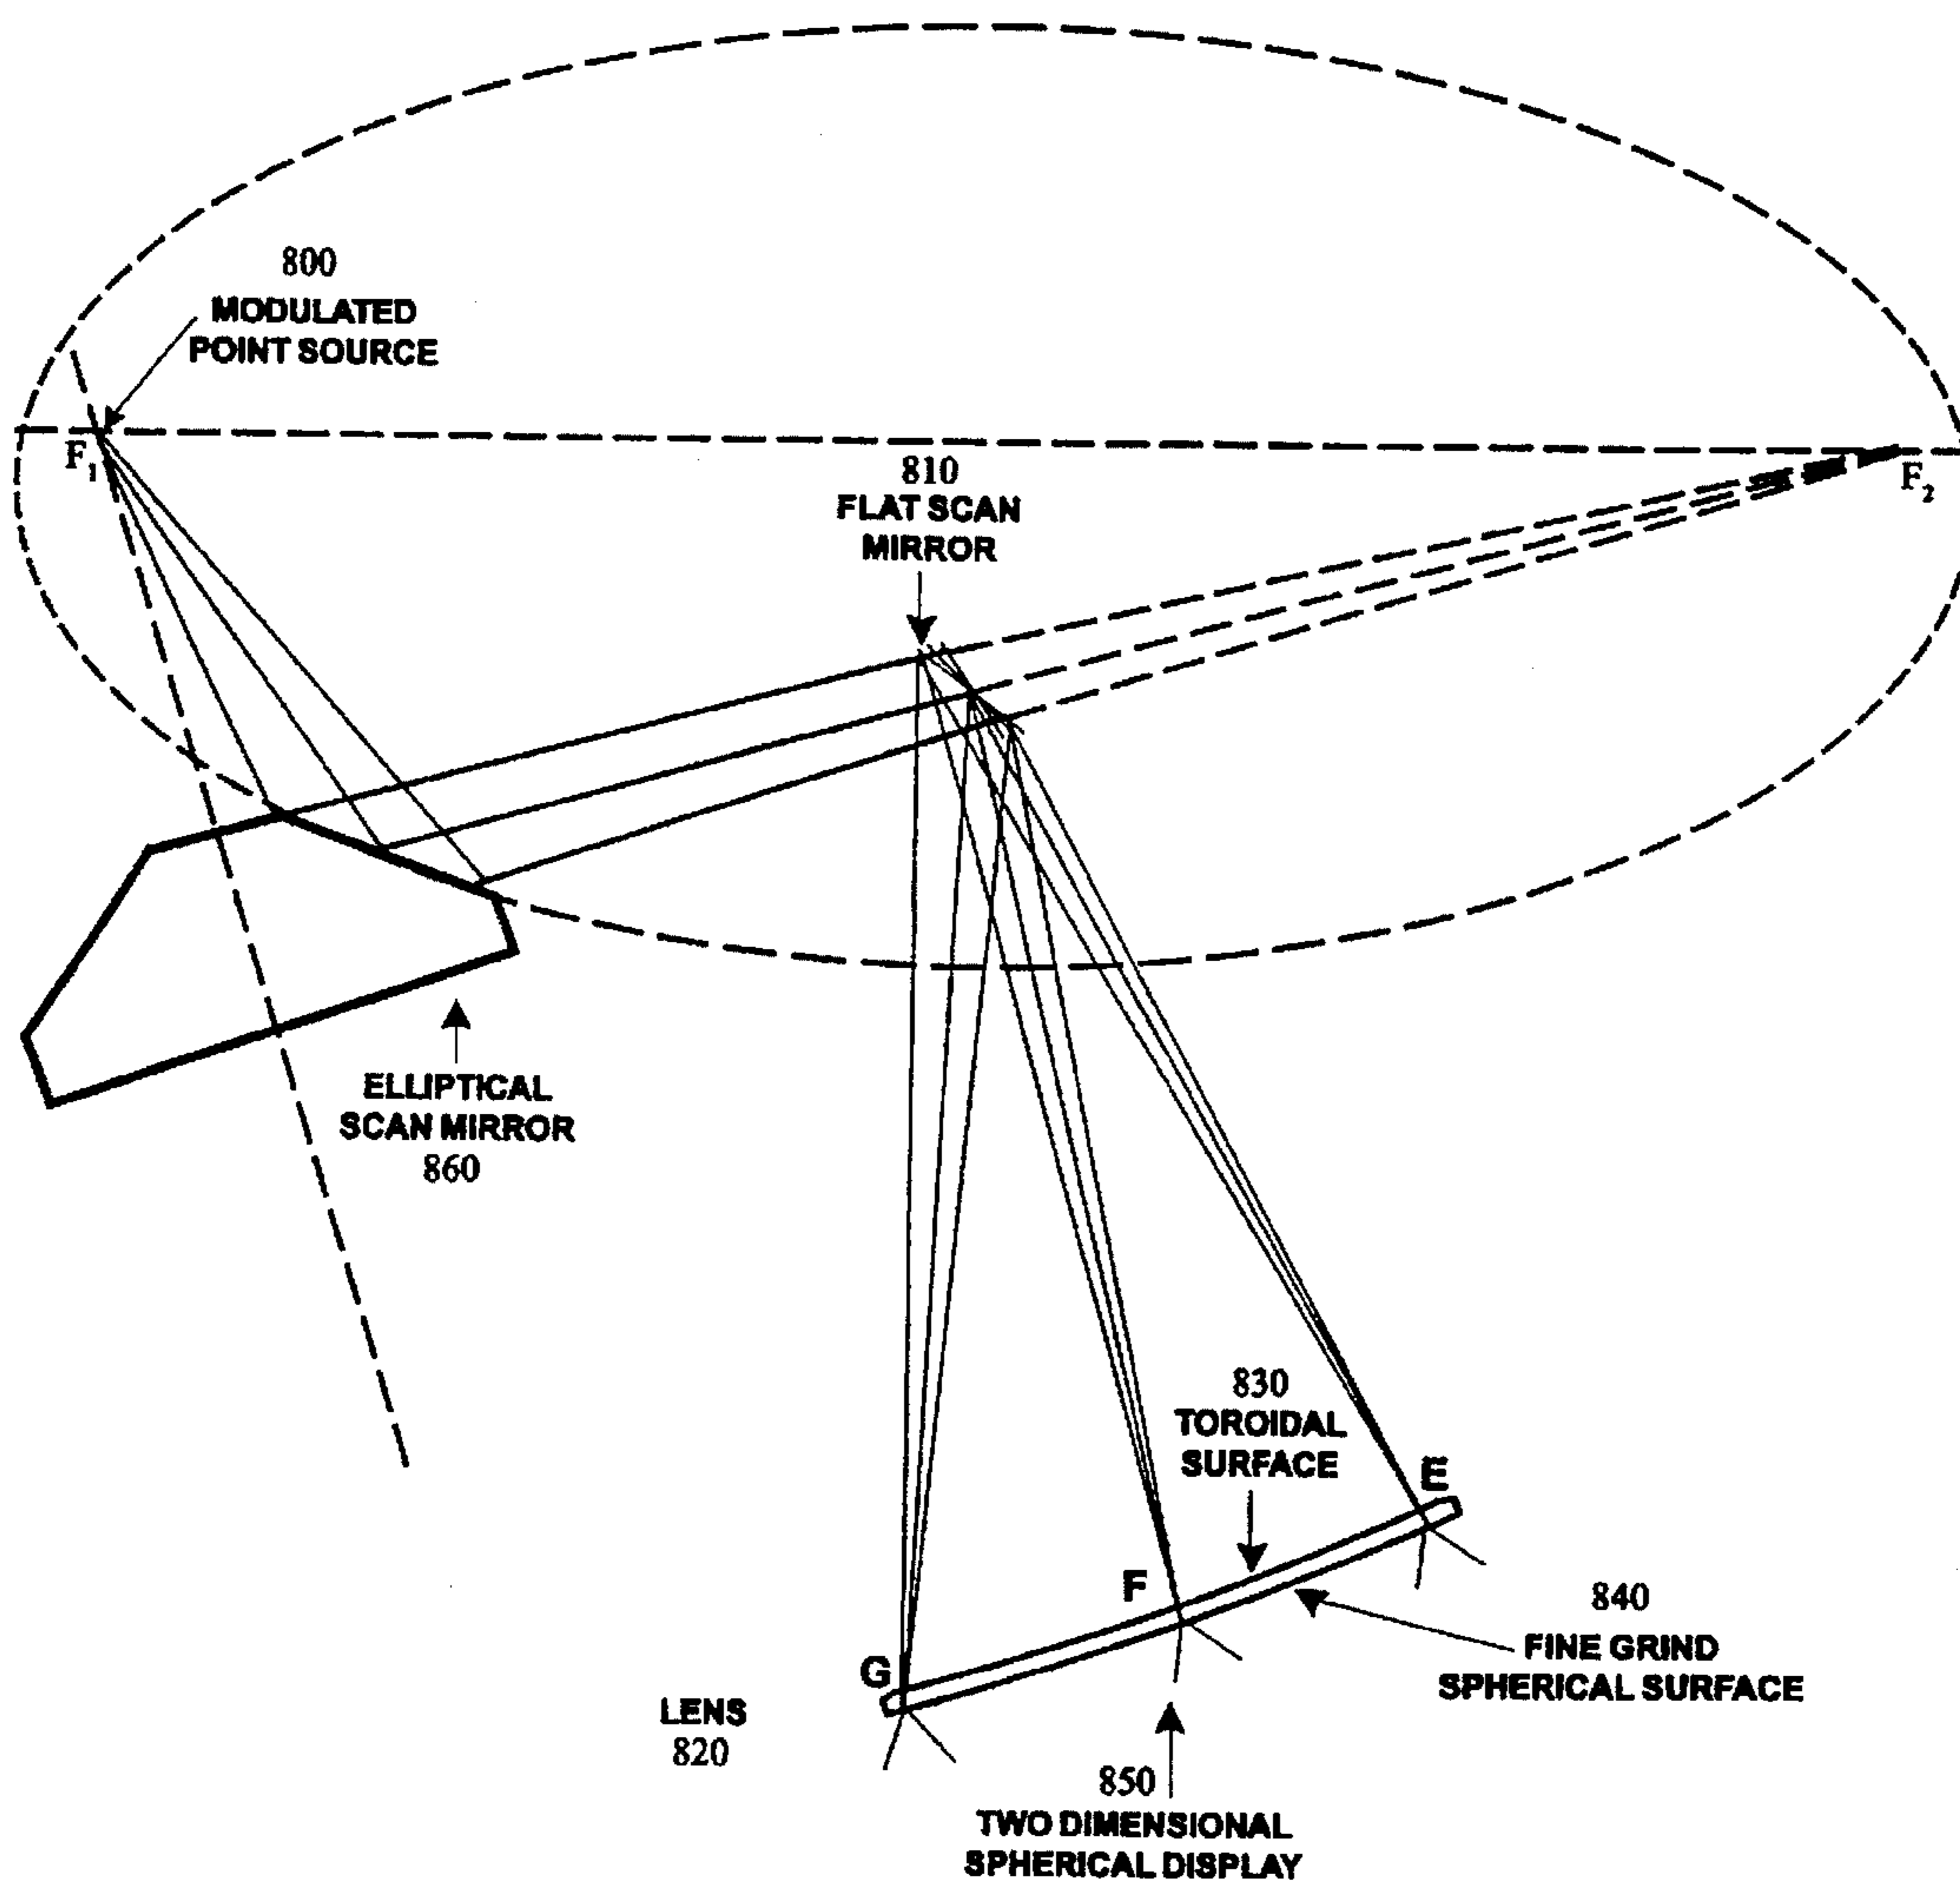 800
MODULATED
POINT SOURCE
F1
810
FLAT SCAN
MIRROR
F2
ELLIPTICAL
SCAN MIRROR
860
830
TOROIDAL
SURFACE
E
F
840
FINE GRIND
SPHERICAL SURFACE
G
LENS
820
850
TWO DIMENSIONAL
SPHERICAL DISPLAY